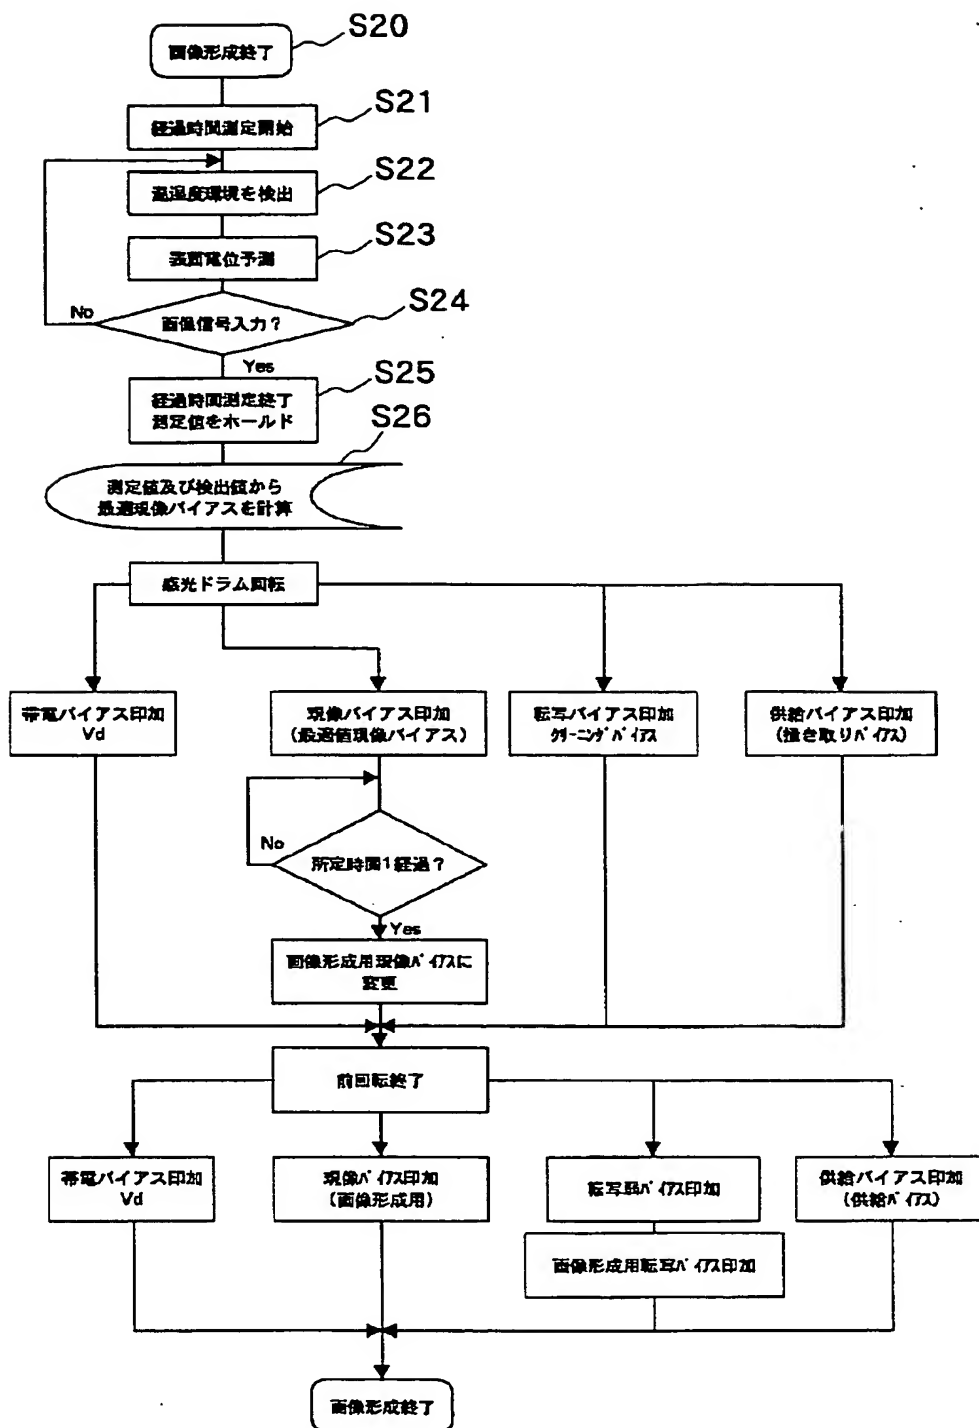 S20
画像形成終了
S21
経過時間測定開始
S22
温湿度環境を検出
S23
表面電位予測
S24
No
画像信号入力?
Yes
S25
経過時間測定終了
測定値をホールド
S26
測定値及び検出値から
最適現像バイアスを計算
感光ドラム回転
帯電バイアス印加
Vd
現像バイアス印加
(最適値現像バイアス)
転写バイアス印加
クリーニングバイアス
供給バイアス印加
(掻き取りバイアス)
No
所定時間1経過?
Yes
画像形成用現像バイアスに
変更
前回転終了
帯電バイアス印加
Vd
現像バイアス印加
(画像形成用)
転写弱バイアス印加
供給バイアス印加
(供給バイアス)
画像形成用転写バイアス印加
画像形成終了